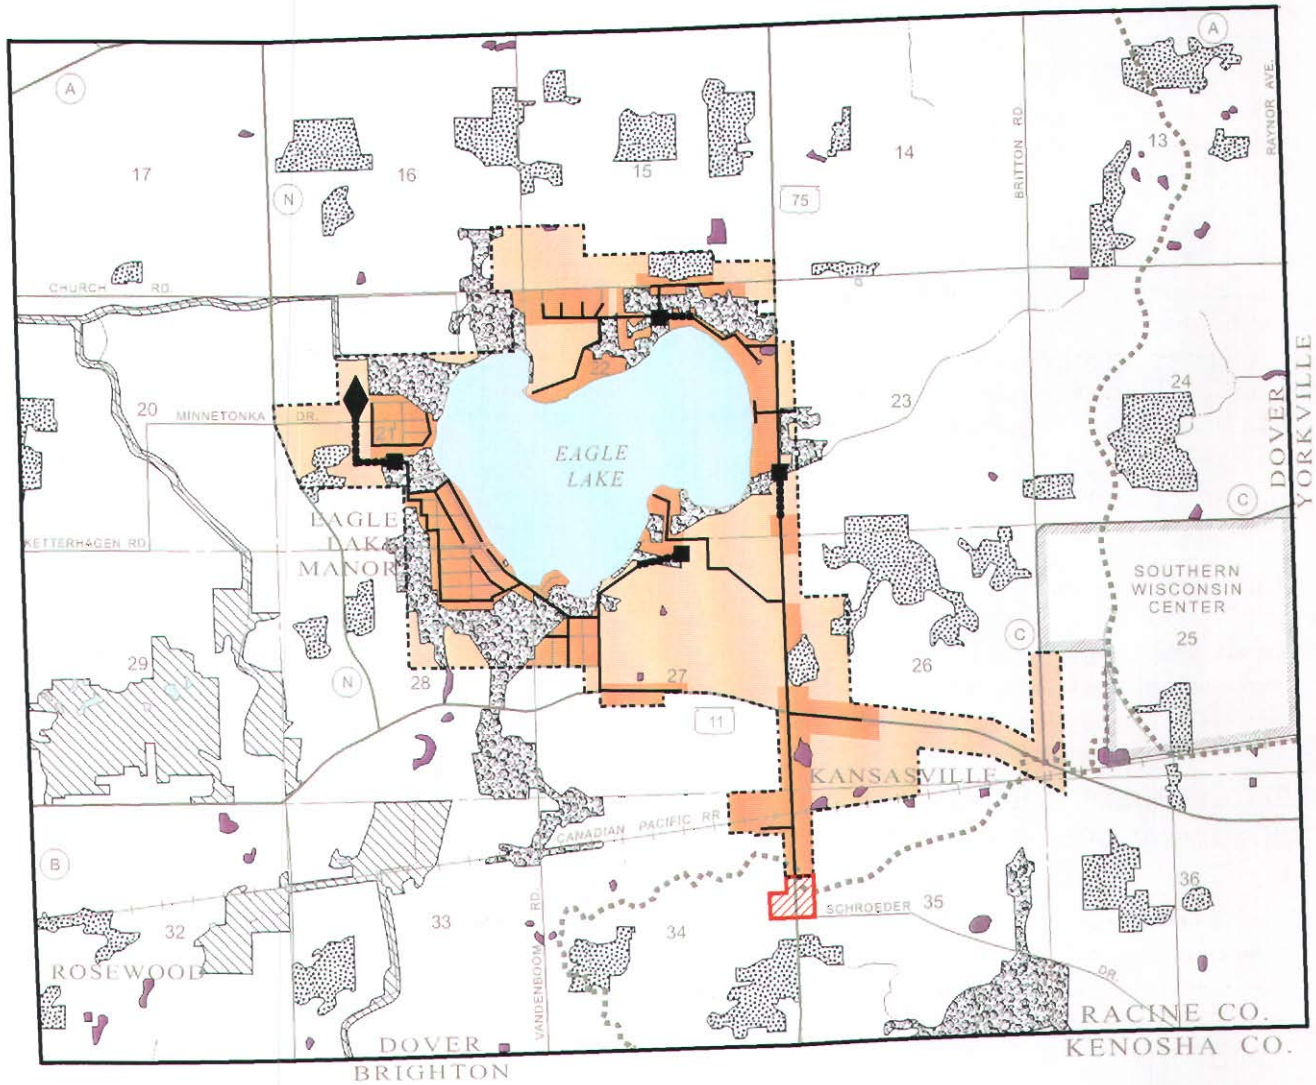 A
A
RAYNOR AVE.
BRITTON RD
17
16
15
14
13
N
75
CHURCH RD.
20
MINNETONKA DR.
21
22
23
24
EAGLE
LAKE
DOVER
YORKVILLE
C
KETTERHAGEN RD
EAGLE
LAKE
MANOR
SOUTHERN
WISCONSIN
CENTER
25
C
29
N
28
27
26
11
KANSASVILLE
CANADIAN PACIFIC RR
B
32
33
VANDENBOOM RD.
34
SCHROEDER DR.
35
36
ROSEWOOD
RACINE CO.
KENOSHA CO.
DOVER
BRIGHTON